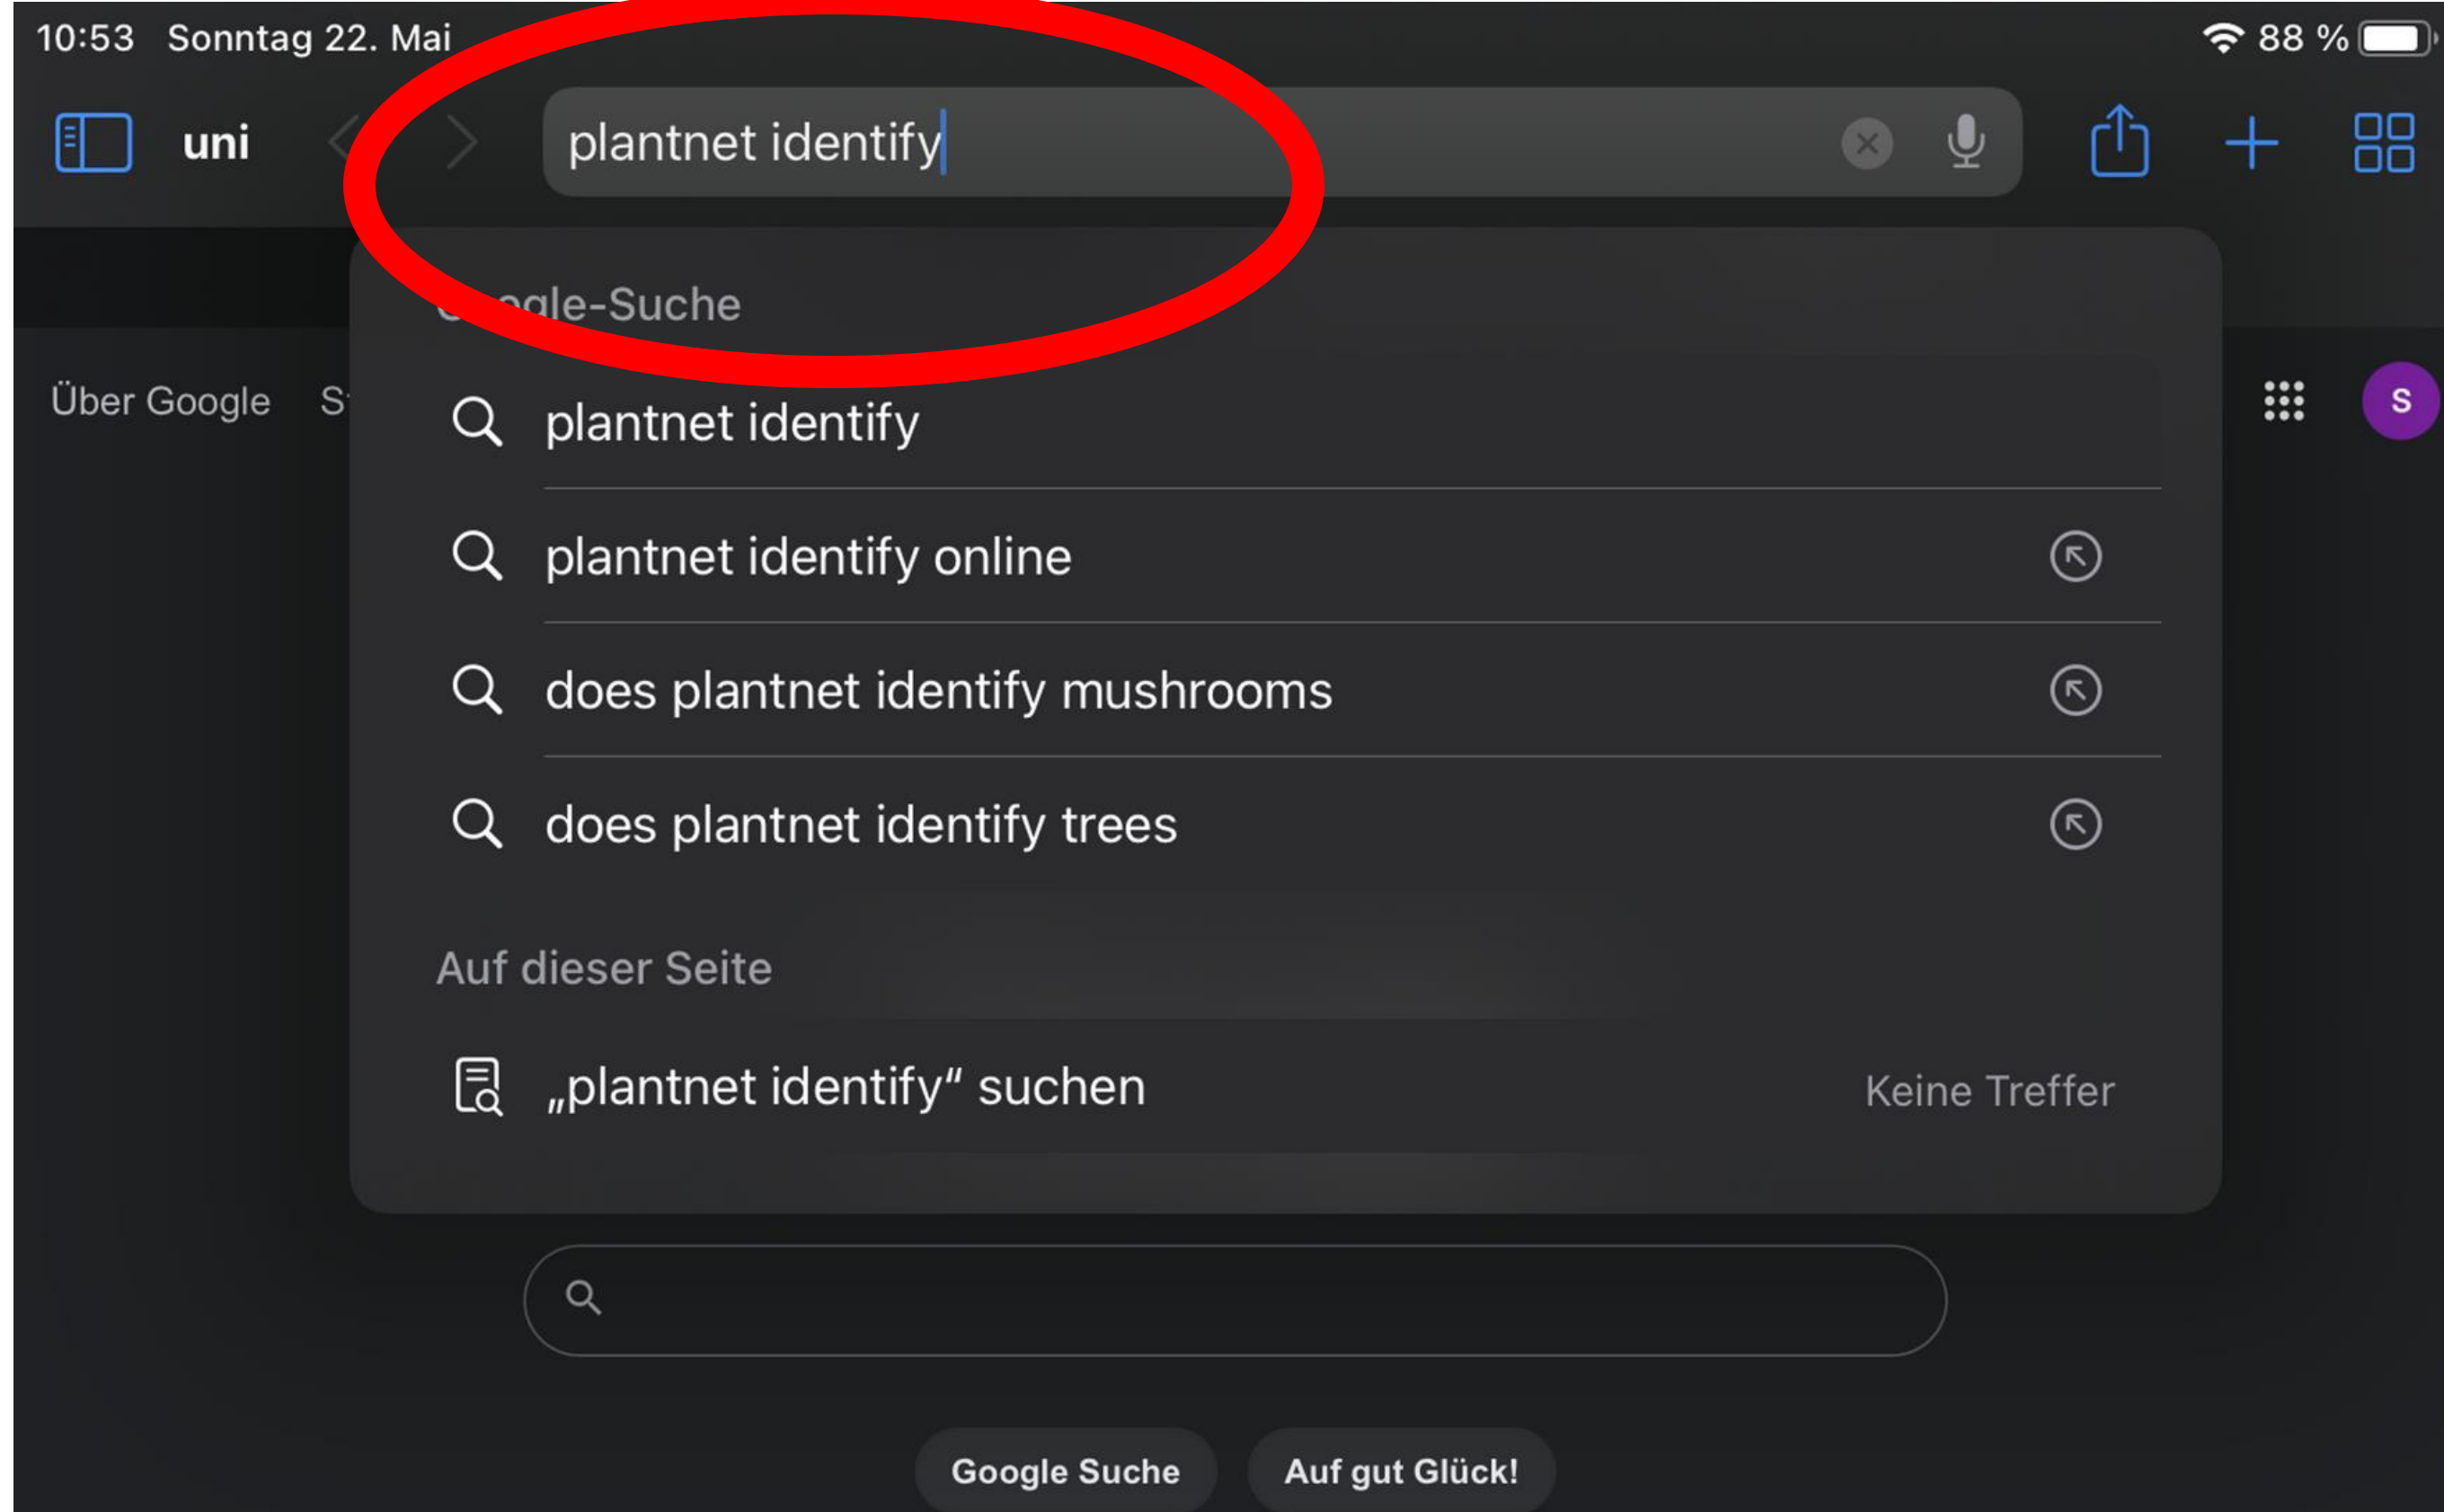 10:53 Sonntag 22. Mai 88 %
uni plantnet identify
plantnet identify
plantnet identify online
does plantnet identify mushrooms
does plantnet identify trees
Über Google S
Auf dieser Seite
„plantnet identify“ suchen Keine Treffer
Google Suche Auf gut Glück!